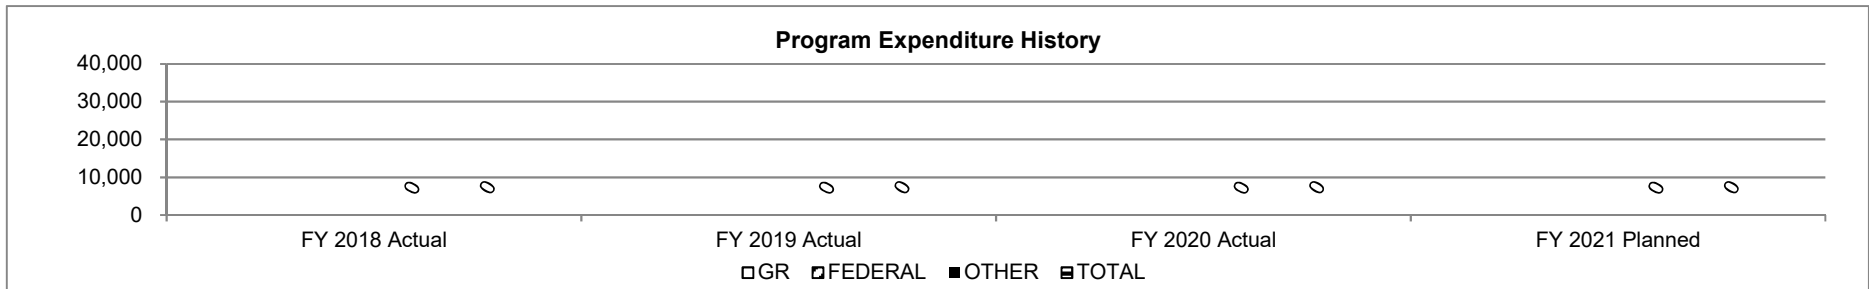 Program Expenditure History
40,000
30,000
20,000
10,000
0
0 0 0 0 0 0 0 0
FY 2018 Actual FY 2019 Actual FY 2020 Actual FY 2021 Planned
GR FEDERAL OTHER TOTAL